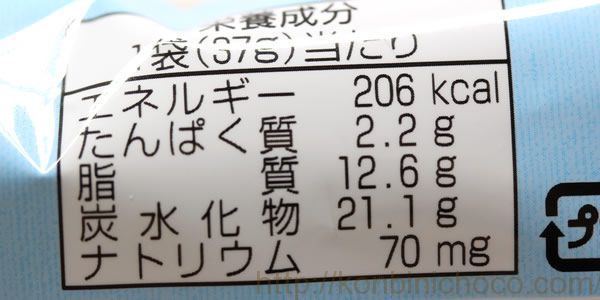 栄養成分
1袋(37g)当たり
エネルギー 206 kcal
たんぱく質 2.2 g
脂質 12.6 g
炭水化物 21.1 g
ナトリウム 70 mg
プ
http://konbinichoco.com/